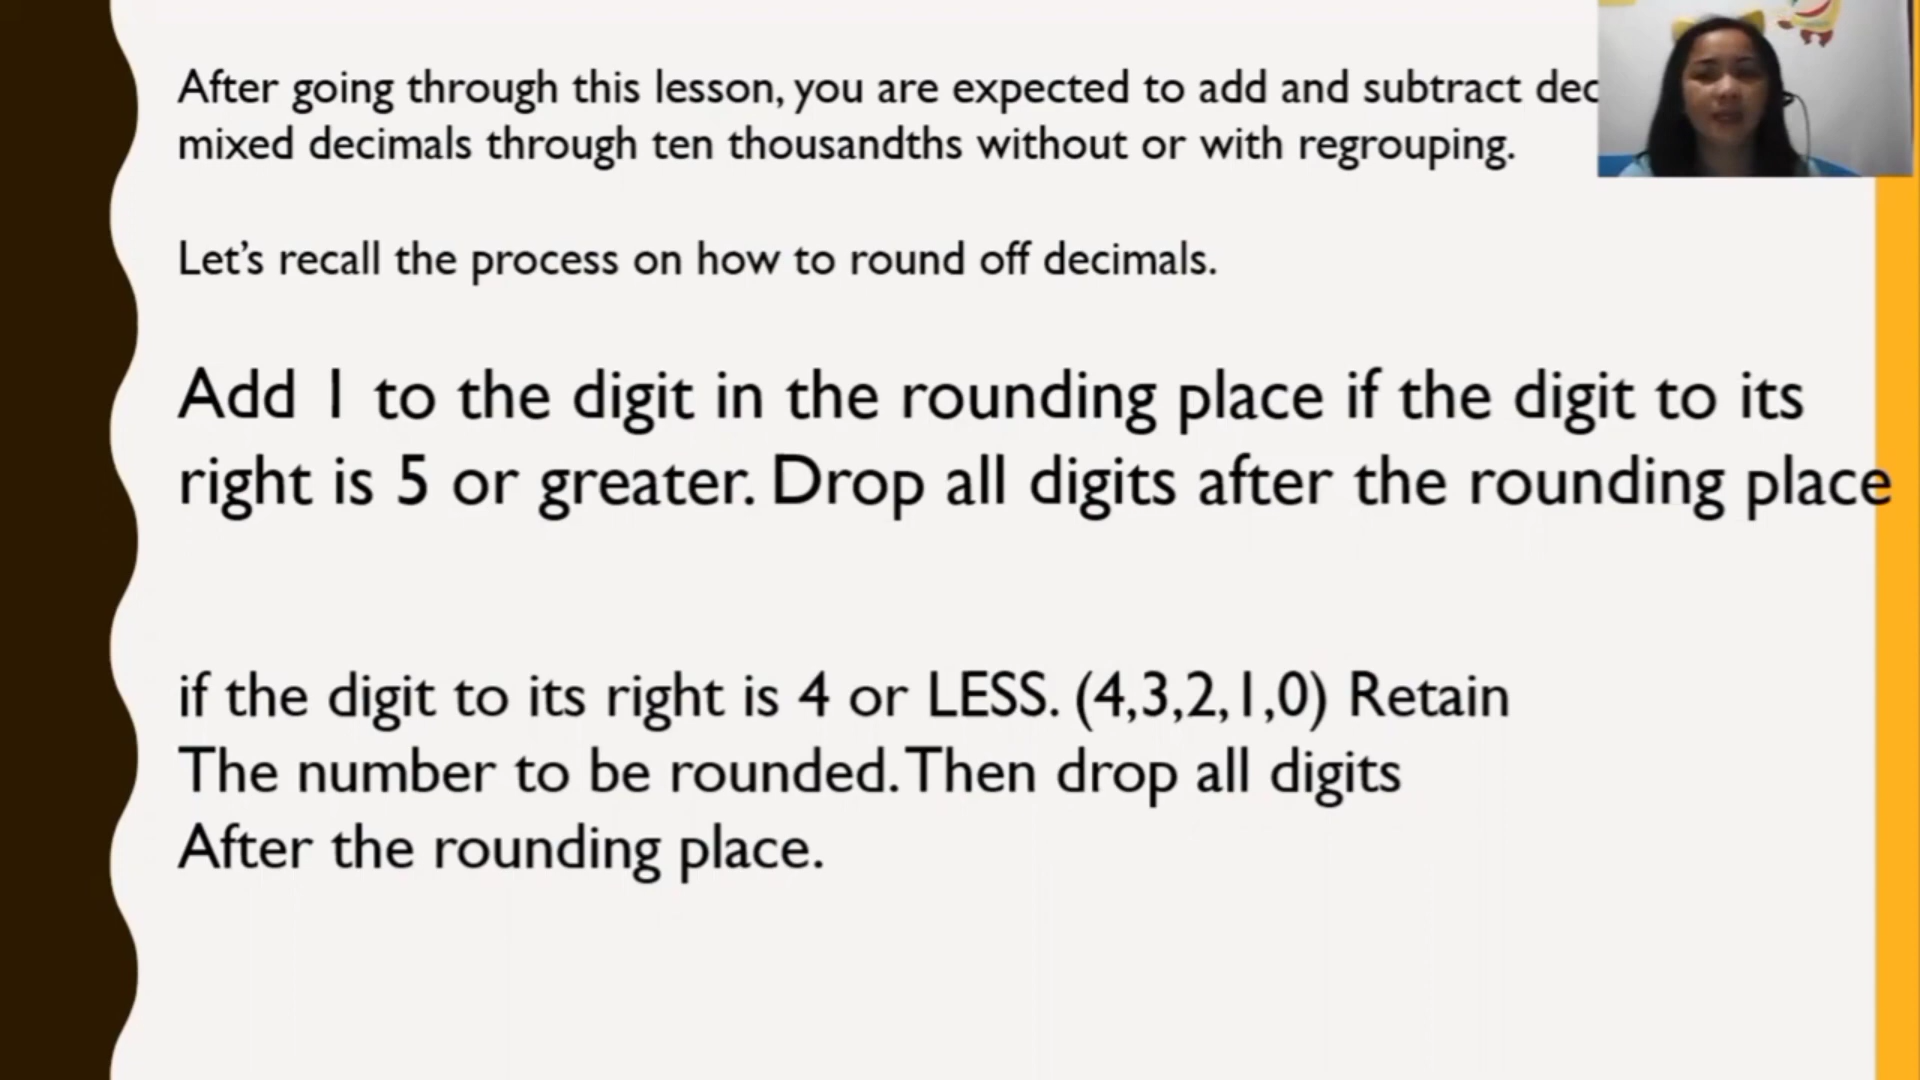 After going through this lesson, you are expected to add and subtract
mixed decimals through ten thousandths without or with regrouping.
Let’s recall the process on how to round off decimals.
Add 1 to the digit in the rounding place if the digit to its
right is 5 or greater. Drop all digits after the rounding place
if the digit to its right is 4 or LESS. (4,3,2,1,0) Retain
The number to be rounded. Then drop all digits
After the rounding place.